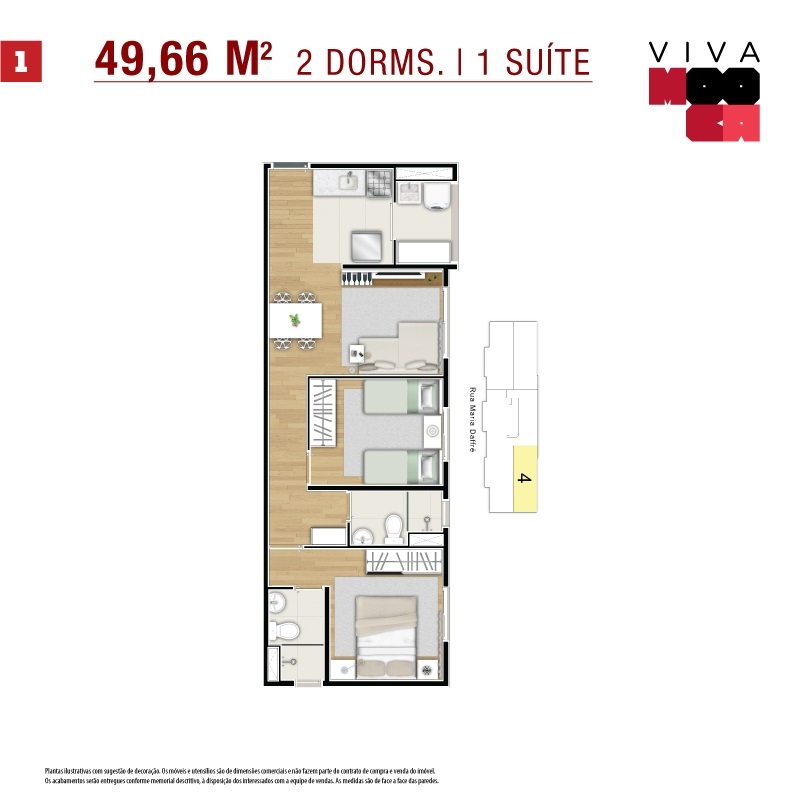 1
49,66 M² 2 DORMS. | 1 SUÍTE
VIVA
MOO
CA
Rua Maria Daffré
4
Plantas ilustrativas com sugestão de decoração. Os móveis e utensílios são de dimensões comerciais e não fazem parte do contrato de compra e venda do imóvel.
Os acabamentos serão entregues conforme memorial descritivo, à disposição dos interessados com a equipe de vendas. As medidas são de face a face das paredes.